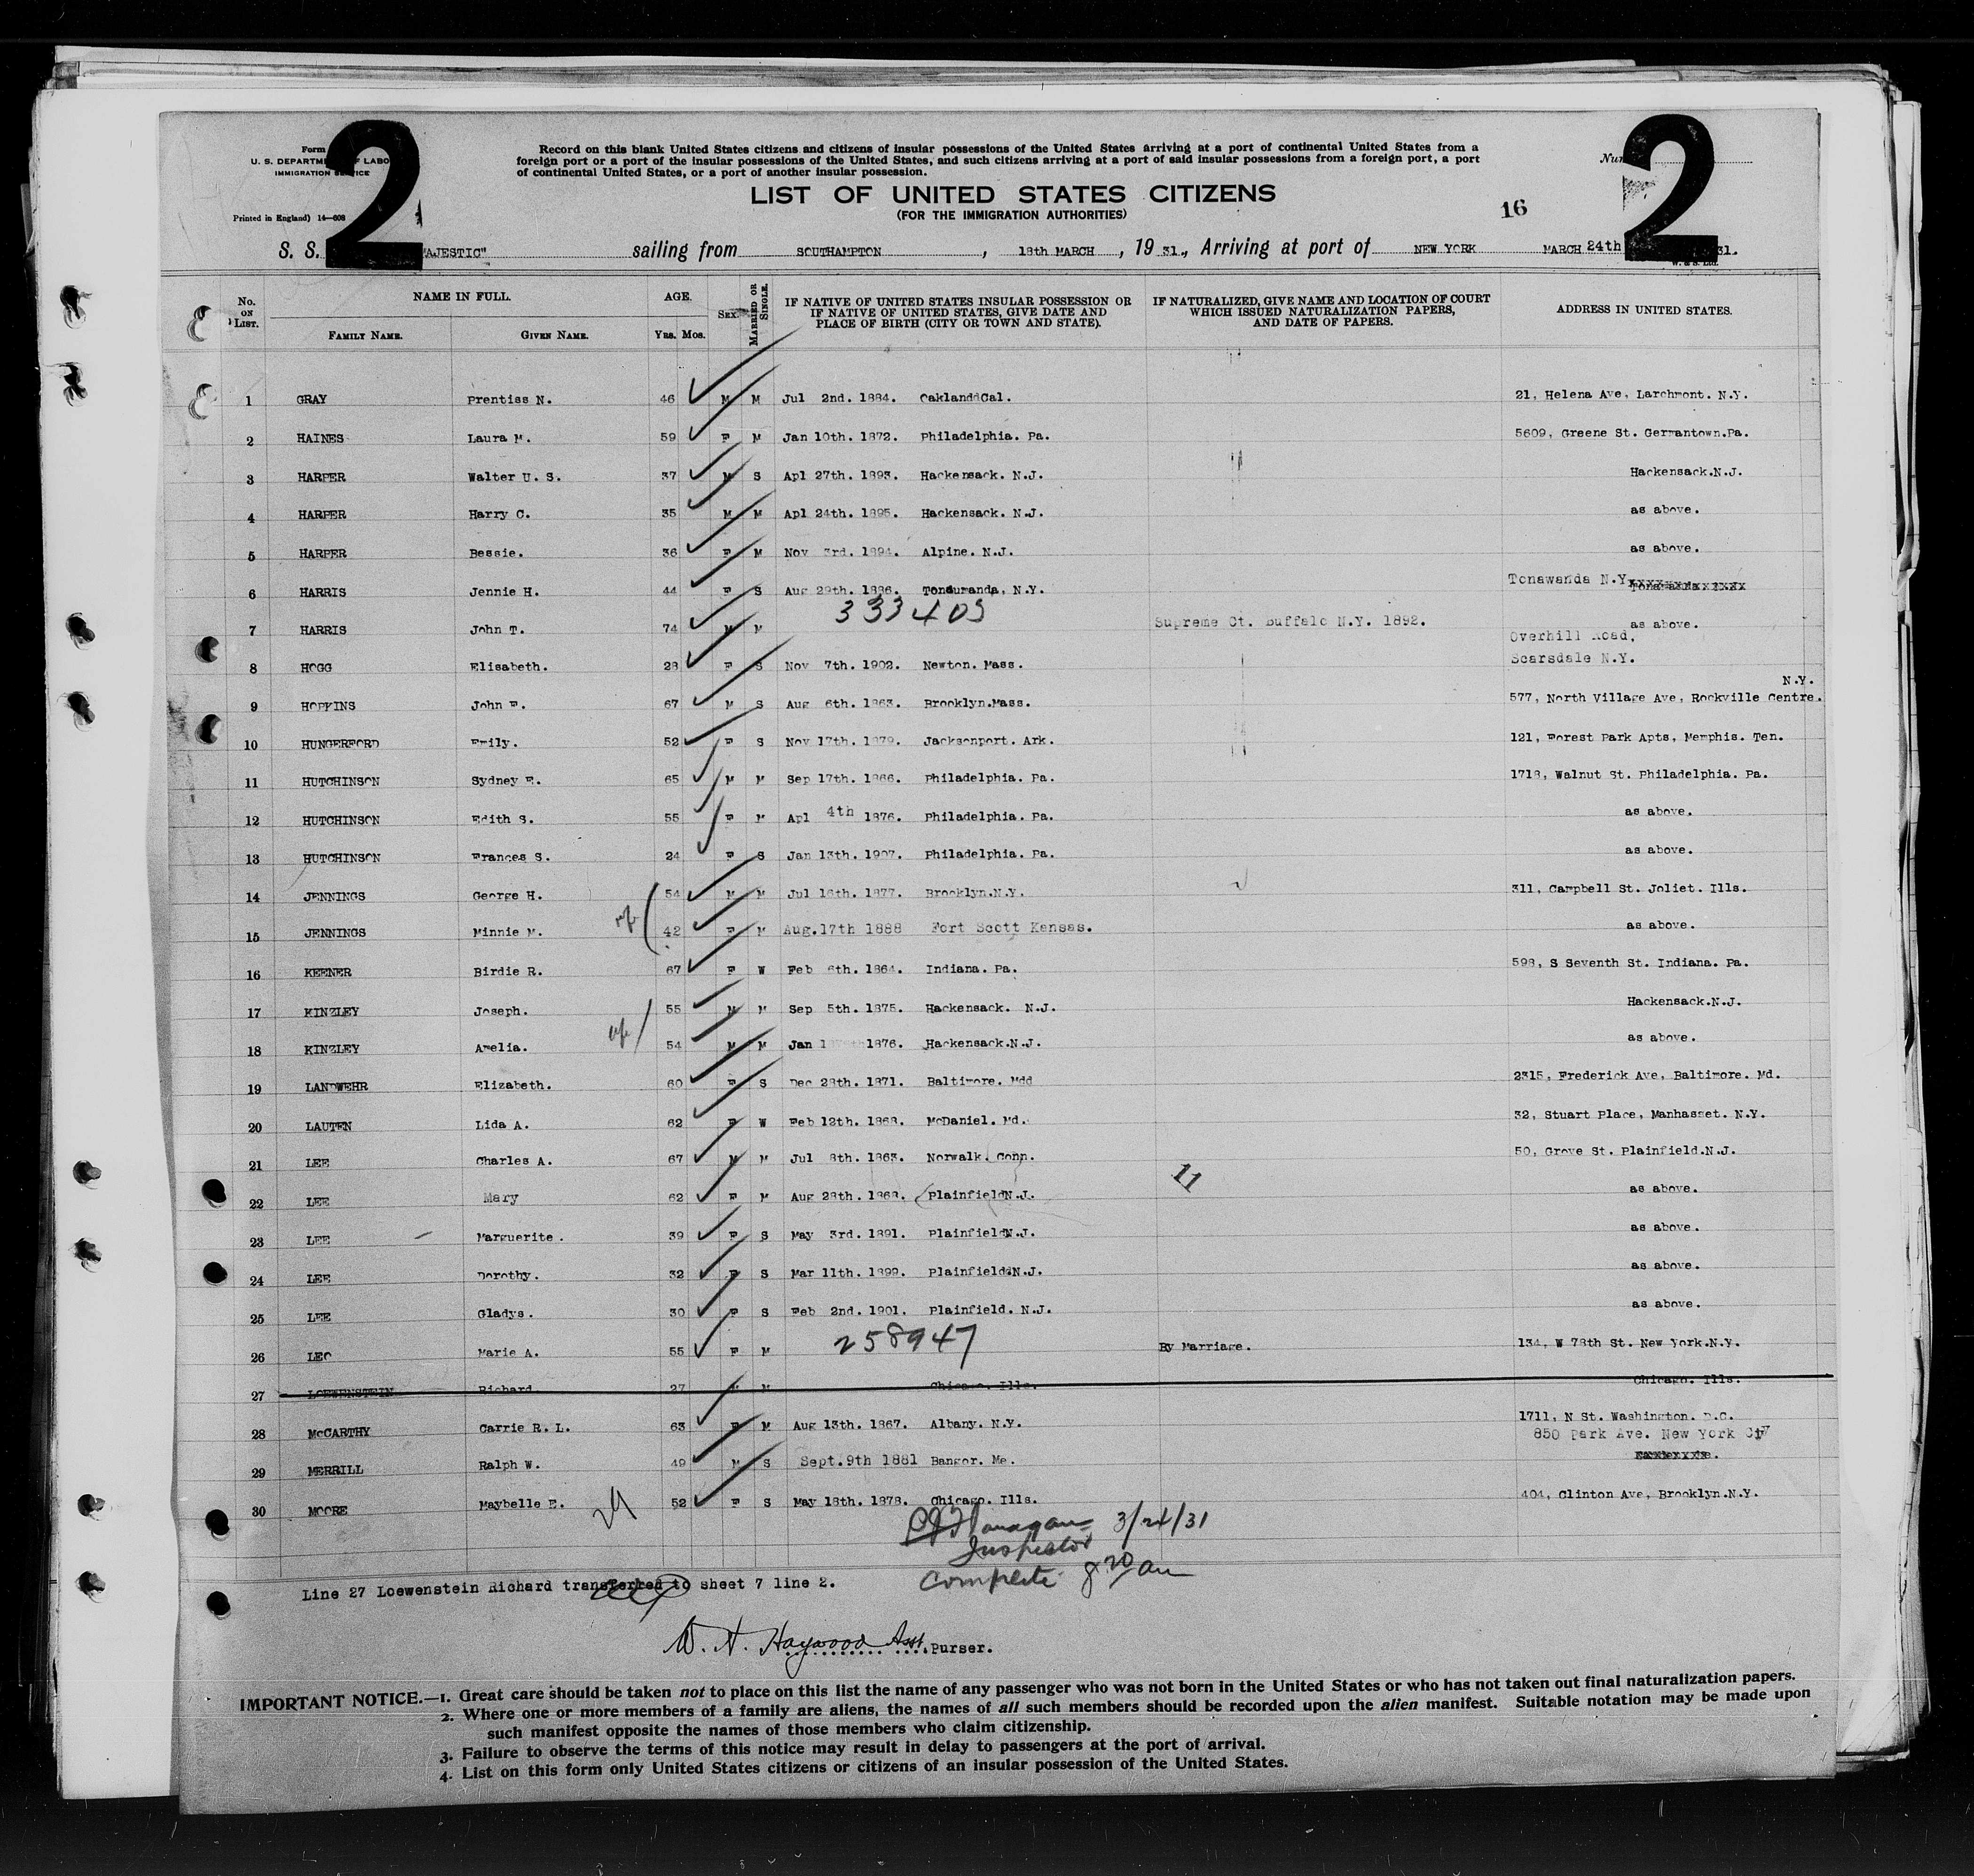 2
2
Form
U. S. DEPARTM F LABO
IMMIGRATION SERVICE
Printed in England) 14—608
Record on this blank United States citizens and citizens of insular possessions of the United States arriving at a port of continental United States from a
foreign port or a port of the insular possessions of the United States, and such citizens arriving at a port of said insular possessions from a foreign port, a port
of continental United States, or a port of another insular possession.
LIST OF UNITED STATES CITIZENS
(FOR THE IMMIGRATION AUTHORITIES)
16
S. S. MAJESTIC" sailing from SOUTHAMPTON, 18th MARCH, 1931., Arriving at port of NEW YORK MARCH 24th 31.
No. ON LIST. NAME IN FULL. AGE. SEX MARRIED OR SINGLE. IF NATIVE OF UNITED STATES INSULAR POSSESSION OR IF NATIVE OF UNITED STATES, GIVE DATE AND PLACE OF BIRTH (CITY OR TOWN AND STATE). IF NATURALIZED, GIVE NAME AND LOCATION OF COURT WHICH ISSUED NATURALIZATION PAPERS, AND DATE OF PAPERS. ADDRESS IN UNITED STATES.
FAMILY NAME. GIVEN NAME. YRS. MOS.
1 GRAY Prentiss N. 46 M M Jul 2nd. 1884. OaklanddCal. 21, Helena Ave, Larchmont. N.Y.
2 HAINES Laura M. 59 F M Jan 10th. 1872. Philadelphia. Pa. 5609, Greene St. Germantown.Pa.
3 HARPER Walter U. S. 37 M S Apl 27th. 1893. Hackensack. N.J. Hackensack.N.J.
4 HARPER Harry C. 35 M M Apl 24th. 1895. Hackensack. N.J. as above.
5 HARPER Bessie. 36 F M Nov 3rd. 1894. Alpine. N.J. as above.
6 HARRIS Jennie H. 44 F S Aug 29th. 1886. Tonduranda, N.Y. Tonawanda N.Y.
333403
7 HARRIS John T. 74 M M Supreme Ct. Buffalo N.Y. 1892. as above.
Overhill Road,
8 HOGG Elisabeth. 28 F S Nov 7th. 1902. Newton. Mass. Scarsdale N.Y.
N.Y.
9 HOPKINS John F. 67 M S Aug 6th. 1863. Brooklyn.Mass. 577, North Village Ave, Rockville Centre.
10 HUNGERFORD Emily. 52 F S Nov 17th. 1879. Jacksonport. Ark. 121, Forest Park Apts, Memphis. Ten.
11 HUTCHINSON Sydney E. 65 M M Sep 17th. 1866. Philadelphia. Pa. 1718, Walnut St. Philadelphia. Pa.
12 HUTCHINSON Edith S. 55 F M Apl 4th 1876. Philadelphia. Pa. as above.
13 HUTCHINSON Frances S. 24 F S Jan 13th. 1907. Philadelphia. Pa. as above.
14 JENNINGS George H. 54 M M Jul 16th. 1877. Brooklyn.N.Y. 311, Campbell St. Joliet. Ills.
15 JENNINGS Minnie M. 42 F M Aug.17th 1888 Fort Scott Kansas. as above.
16 KEENER Birdie R. 67 F W Feb 6th. 1864. Indiana. Pa. 598, S Seventh St. Indiana. Pa.
17 KINZLEY Joseph. 55 M M Sep 5th. 1875. Hackensack. N.J. Hackensack.N.J.
18 KINZLEY Amelia. 54 M M Jan 1876. Hackensack.N.J. as above.
19 LANDWEHR Elizabeth. 60 F S Dec 28th. 1871. Baltimore. Mdd 2315, Frederick Ave, Baltimore. Md.
20 LAUTEN Lida A. 62 F W Feb 12th. 1868. McDaniel. Md. 32, Stuart Place, Manhasset. N.Y.
21 LEE Charles A. 67 M M Jul 8th. 1863. Norwalk. Conn. 50, Grove St. Plainfield.N.J.
11
22 LEE Mary 62 F M Aug 28th. 1868. PlainfieldN.J. as above.
23 LEE Marguerite. 39 F S May 3rd. 1891. PlainfieldN.J. as above.
24 LEE Dorothy. 32 F S Mar 11th. 1899. Plainfield.N.J. as above.
25 LEE Gladys. 30 F S Feb 2nd. 1901. Plainfield. N.J. as above.
26 LEO Marie A. 55 F M 258947 By Marriage. 134, W 78th St. New York.N.Y.
27 LOEWENSTEIN Richard 27 M M Chicago. Ills. Chicago. Ills.
28 McCARTHY Carrie R. L. 63 F M Aug 13th. 1867. Albany. N.Y. 1711, N St. Washington. D.C.
850 Park Ave. New York City
29 MERRILL Ralph W. 49 M S Sept.9th 1881 Bangor. Me.
30 MOORE Maybelle E. 29 52 F S May 18th. 1878. Chicago. Ills. 404, Clinton Ave, Brooklyn.N.Y.
Flanagan 3/24/31
Inspector
Complete 8 20 am
Line 27 Loewenstein Richard transferred to sheet 7 line 2.
W. H. Haywood Asst. Purser.
IMPORTANT NOTICE.—1. Great care should be taken not to place on this list the name of any passenger who was not born in the United States or who has not taken out final naturalization papers.
2. Where one or more members of a family are aliens, the names of all such members should be recorded upon the alien manifest. Suitable notation may be made upon
such manifest opposite the names of those members who claim citizenship.
3. Failure to observe the terms of this notice may result in delay to passengers at the port of arrival.
4. List on this form only United States citizens or citizens of an insular possession of the United States.